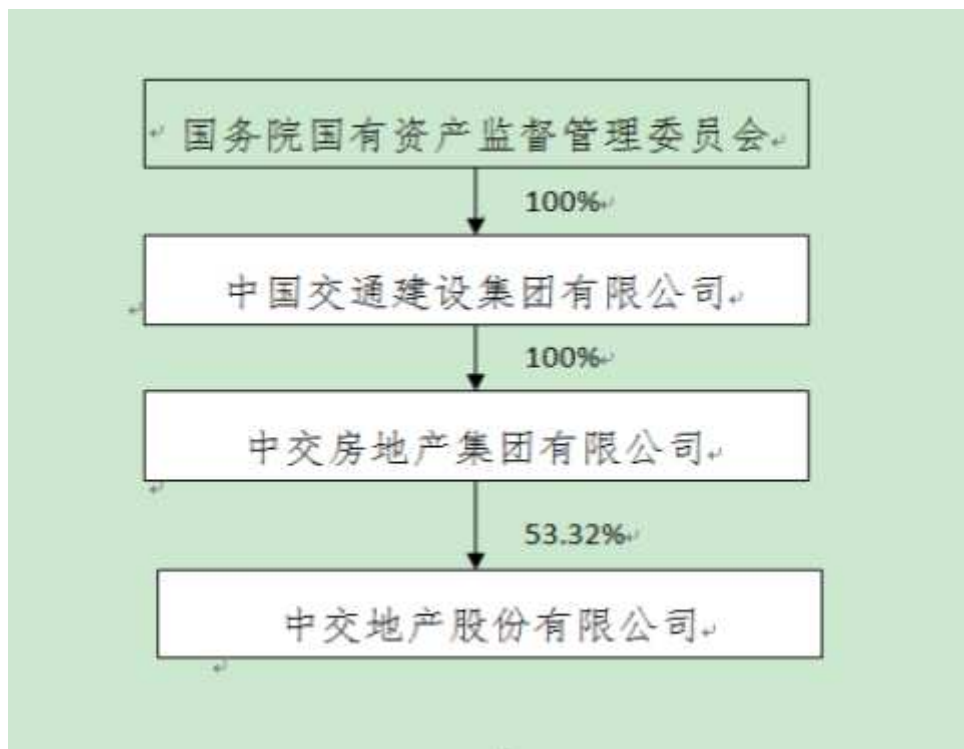 国务院国有资产监督管理委员会
100%
中国交通建设集团有限公司
100%
中交房地产集团有限公司
53.32%
中交地产股份有限公司